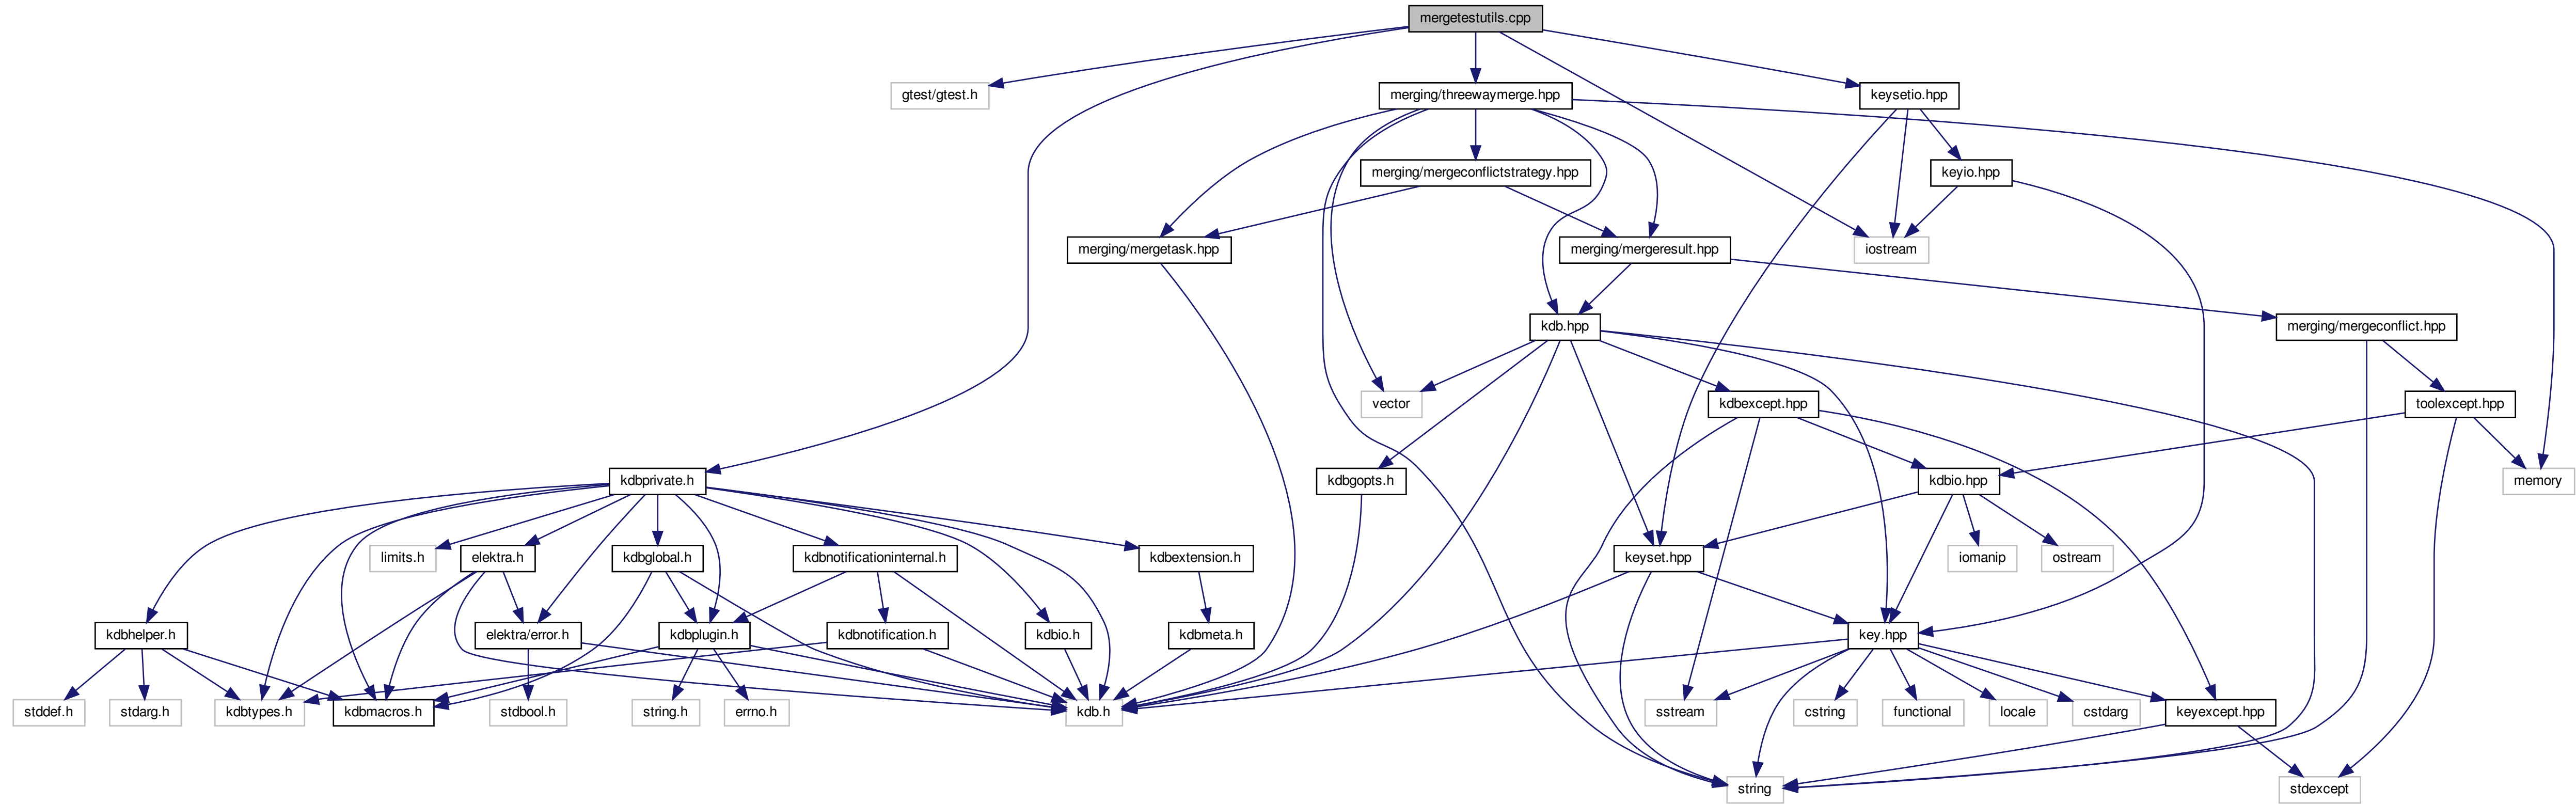 mergetestutils.cpp
gtest/gtest.h
merging/threewaymerge.hpp
keysetio.hpp
merging/mergeconflictstrategy.hpp
keyio.hpp
merging/mergetask.hpp
merging/mergeresult.hpp
iostream
kdb.hpp
merging/mergeconflict.hpp
vector
kdbexcept.hpp
toolexcept.hpp
kdbprivate.h
kdbgopts.h
kdbio.hpp
memory
limits.h
elektra.h
kdbglobal.h
kdbnotificationinternal.h
kdbextension.h
keyset.hpp
iomanip
ostream
kdbhelper.h
elektra/error.h
kdbplugin.h
kdbnotification.h
kdbio.h
kdbmeta.h
key.hpp
stddef.h
stdarg.h
kdbtypes.h
kdbmacros.h
stdbool.h
string.h
errno.h
kdb.h
sstream
cstring
functional
locale
cstdarg
keyexcept.hpp
string
stdexcept